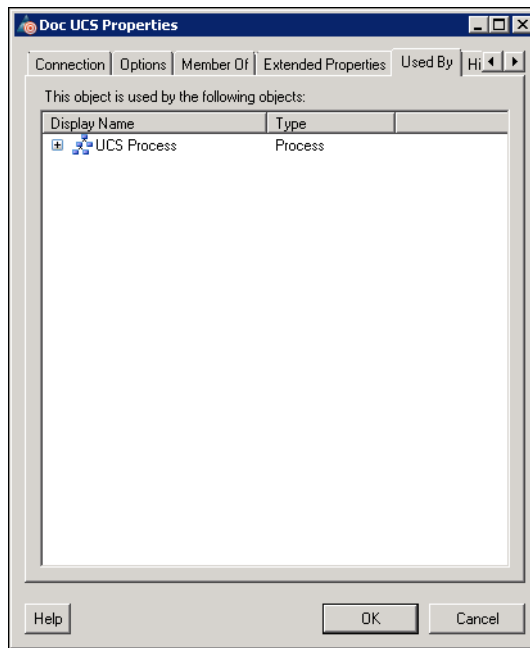 Doc UCS Properties
Connection Options Member Of Extended Properties Used By Hi
This object is used by the following objects:
Display Name Type
UCS Process Process
Help OK Cancel